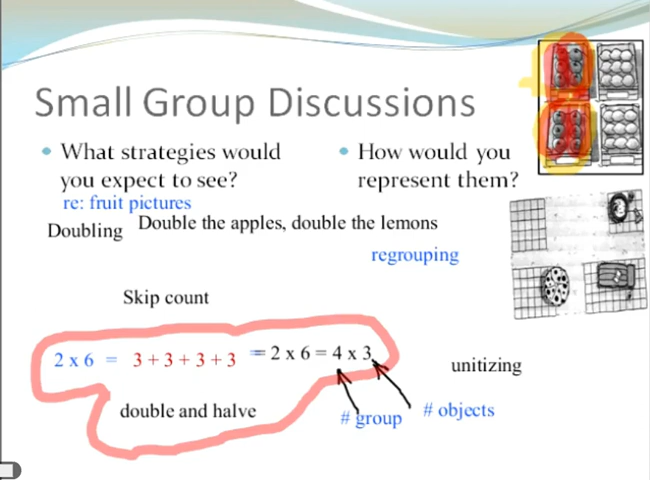 Small Group Discussions
What strategies would
you expect to see?
re: fruit pictures
How would you
represent them?
Doubling
Double the apples, double the lemons
regrouping
Skip count
2 x 6 = 3 + 3 + 3 + 3 = 2 x 6 = 4 x 3
unitizing
double and halve
# group
# objects